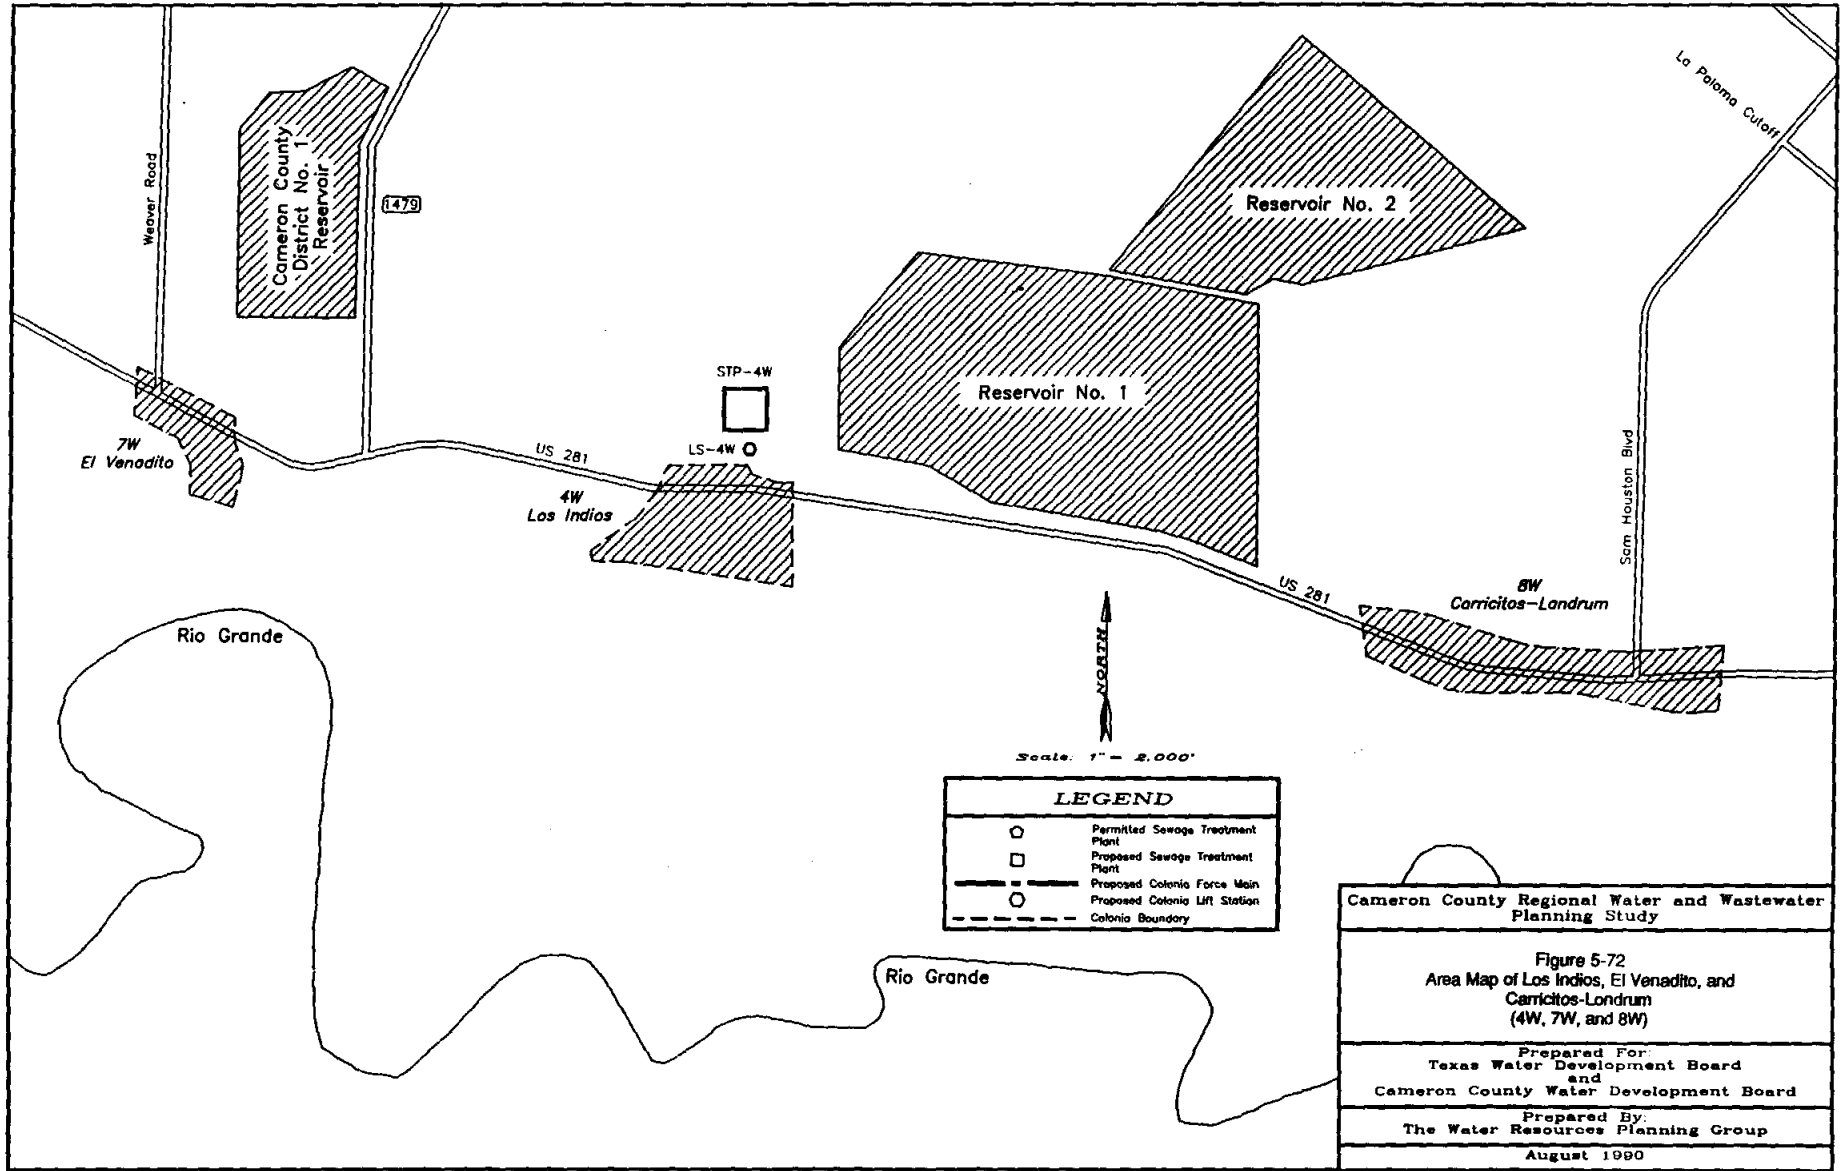 La Paloma Cutoff
Weaver Road
Cameron County
District No. 1
Reservoir
1479
Reservoir No. 2
Reservoir No. 1
STP-4W
LS-4W
US 281
7W
El Venadito
4W
Los Indios
Sam Houston Blvd
US 281
8W
Carricitos-Landrum
Rio Grande
NORTH
Scale: 1" = 2,000'
LEGEND
Permitted Sewage Treatment
Plant
Proposed Sewage Treatment
Plant
Proposed Colonia Force Main
Proposed Colonia Lift Station
Colonia Boundary
Rio Grande
Cameron County Regional Water and Wastewater
Planning Study
Figure 5-72
Area Map of Los Indios, El Venadito, and
Carricitos-Londrum
(4W, 7W, and 8W)
Prepared For:
Texas Water Development Board
and
Cameron County Water Development Board
Prepared By:
The Water Resources Planning Group
August 1990